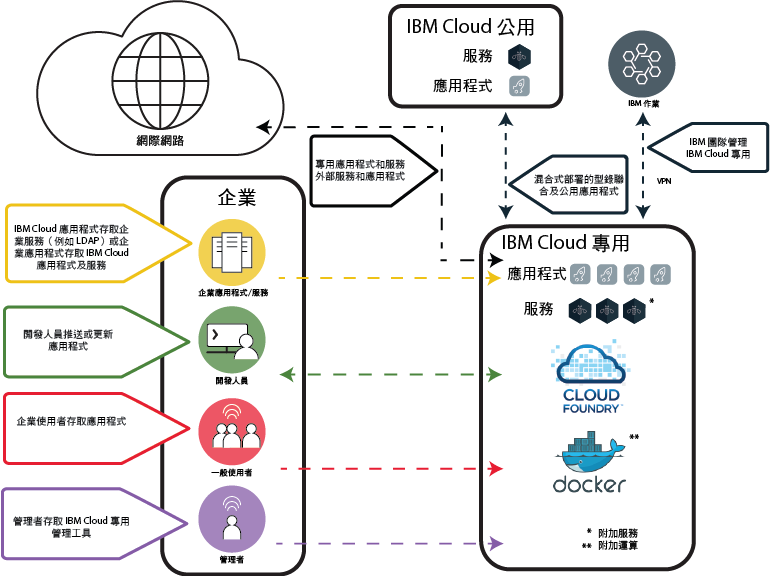 IBM Cloud 公用
服務
應用程式
IBM 作業
網際網路
專用應用程式和服務
外部服務和應用程式
混合式部署的型錄聯
合及公用應用程式
VPN
IBM 團隊管理
IBM Cloud 專用
企業
IBM Cloud 應用程式存取企
業服務（例如 LDAP）或企
業應用程式存取 IBM Cloud
應用程式及服務
企業應用程式/服務
開發人員推送或更新
應用程式
開發人員
企業使用者存取應用程式
一般使用者
管理者存取 IBM Cloud 專用
管理工具
管理者
IBM Cloud 專用
應用程式
服務 *
CLOUD
FOUNDRY™
**
docker
* 附加服務
** 附加運算